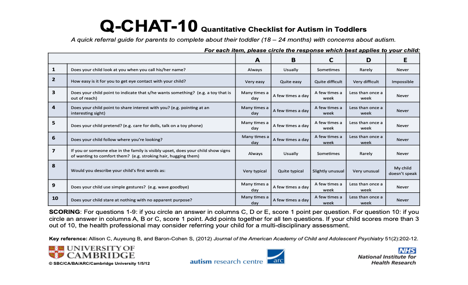 Q-CHAT-10 Quantitative Checklist for Autism in Toddlers
A quick referral guide for parents to complete about their toddler (18 – 24 months) with concerns about autism.
For each item, please circle the response which best applies to your child:
A B C D E
1 Does your child look at you when you call his/her name? Always Usually Sometimes Rarely Never
2 How easy is it for you to get eye contact with your child? Very easy Quite easy Quite difficult Very difficult Impossible
3 Does your child point to indicate that s/he wants something? (e.g. a toy that is out of reach) Many times a day A few times a day A few times a week Less than once a week Never
4 Does your child point to share interest with you? (e.g. pointing at an interesting sight) Many times a day A few times a day A few times a week Less than once a week Never
5 Does your child pretend? (e.g. care for dolls, talk on a toy phone) Many times a day A few times a day A few times a week Less than once a week Never
6 Does your child follow where you're looking? Many times a day A few times a day A few times a week Less than once a week Never
7 If you or someone else in the family is visibly upset, does your child show signs of wanting to comfort them? (e.g. stroking hair, hugging them) Always Usually Sometimes Rarely Never
8 Would you describe your child's first words as: Very typical Quite typical Slightly unusual Very unusual My child doesn't speak
9 Does your child use simple gestures? (e.g. wave goodbye) Many times a day A few times a day A few times a week Less than once a week Never
10 Does your child stare at nothing with no apparent purpose? Many times a day A few times a day A few times a week Less than once a week Never
SCORING: For questions 1-9: if you circle an answer in columns C, D or E, score 1 point per question. For question 10: if you
circle an answer in columns A, B or C, score 1 point. Add points together for all ten questions. If your child scores more than 3
out of 10, the health professional may consider referring your child for a multi-disciplinary assessment.
Key reference: Allison C, Auyeung B, and Baron-Cohen S, (2012) Journal of the American Academy of Child and Adolescent Psychiatry 51(2):202-12.
UNIVERSITY OF
CAMBRIDGE
© SBC/CA/BA/ARC/Cambridge University 1/5/12
autism research centre arc
NHS
National Institute for
Health Research